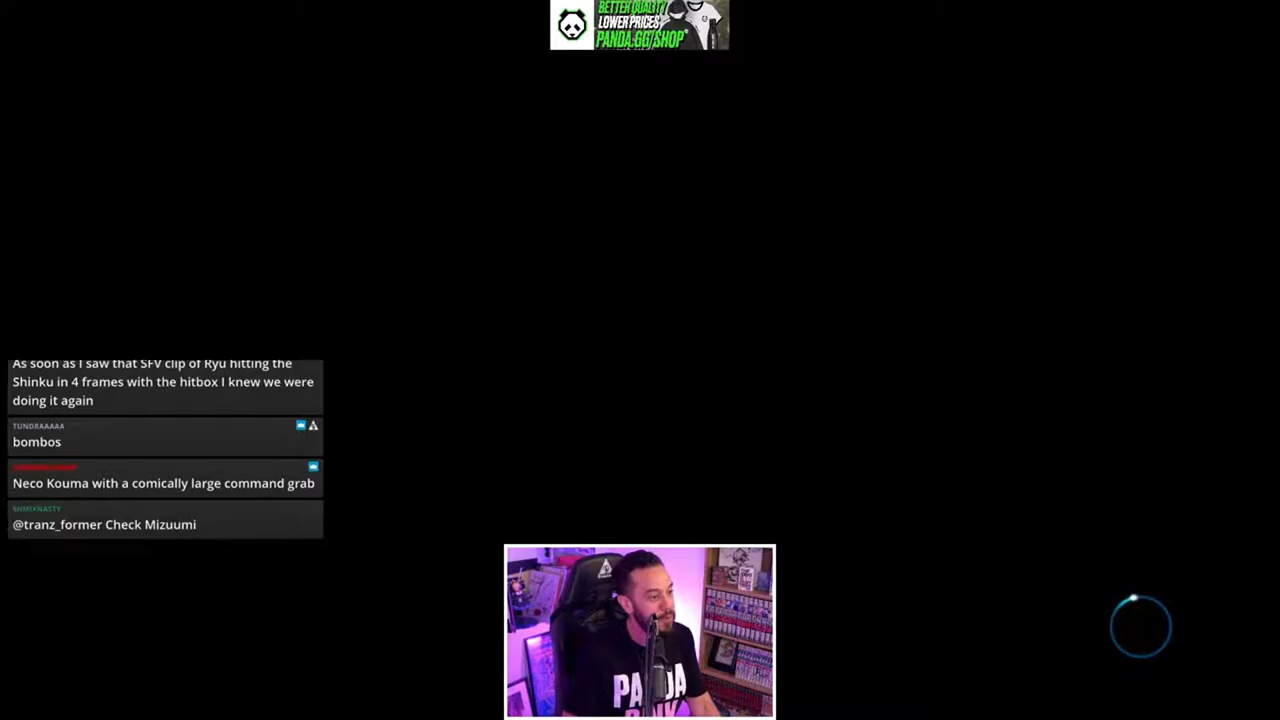 BETTER QUALITY
LOWER PRICES
PANDA.GG/SHOP*
As soon as I saw that SFV clip of Ryu hitting the
Shinku in 4 frames with the hitbox I knew we were
doing it again
TUNDRAAAAA
bombos
Neco Kouma with a comically large command grab
SHMIXNASTY
@tranz_former Check Mizuumi
PANDA